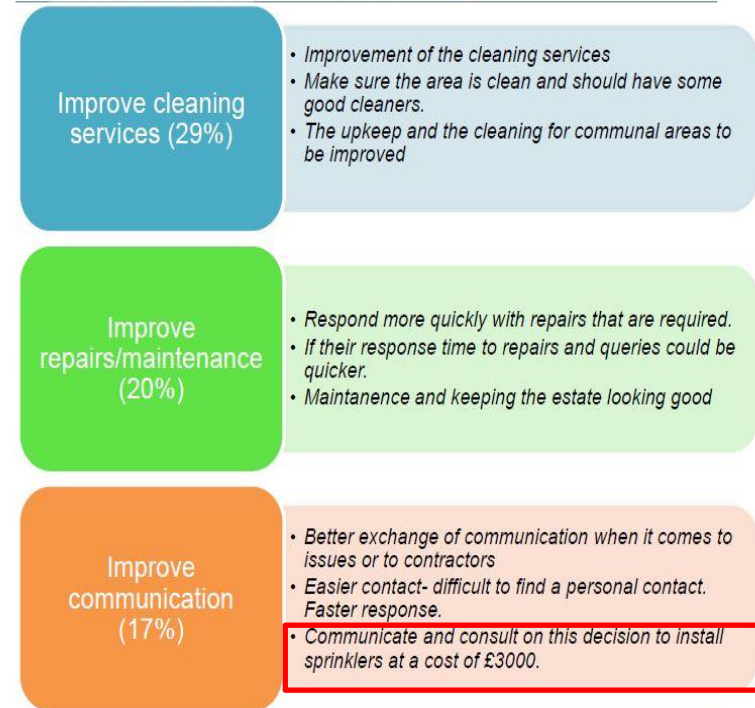 Improve cleaning
services (29%)
• Improvement of the cleaning services
• Make sure the area is clean and should have some
good cleaners.
• The upkeep and the cleaning for communal areas to
be improved
Improve
repairs/maintenance
(20%)
• Respond more quickly with repairs that are required.
• If their response time to repairs and queries could be
quicker.
• Maintanence and keeping the estate looking good
Improve
communication
(17%)
• Better exchange of communication when it comes to
issues or to contractors
• Easier contact- difficult to find a personal contact.
Faster response.
• Communicate and consult on this decision to install
sprinklers at a cost of £3000.